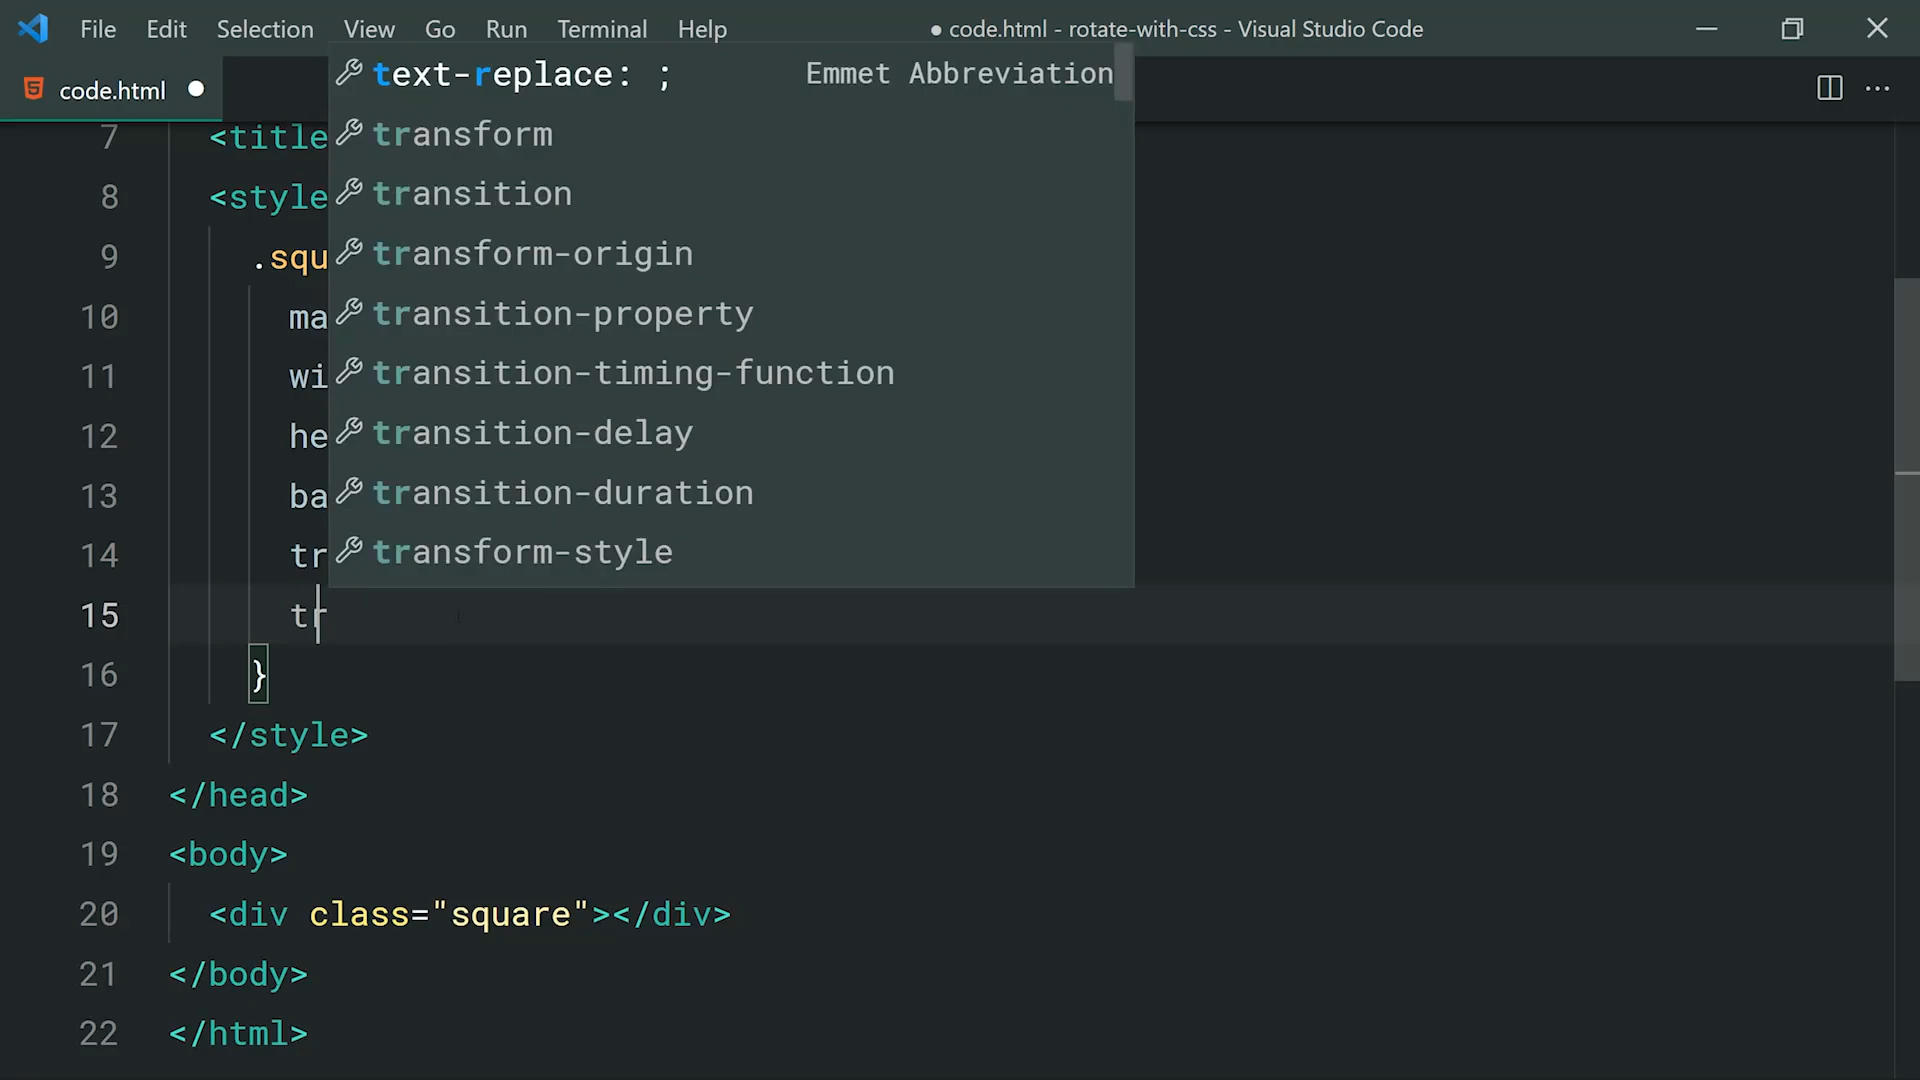 File Edit Selection View Go Run Terminal Help
● code.html - rotate-with-css - Visual Studio Code
code.html
text-replace: ; Emmet Abbreviation
transform
transition
transform-origin
transition-property
transition-timing-function
transition-delay
transition-duration
transform-style
7 <title
8 <style
9 .squ
10 ma
11 wi
12 he
13 ba
14 tr
15 tr
16 }
17 </style>
18 </head>
19 <body>
20 <div class="square"></div>
21 </body>
22 </html>